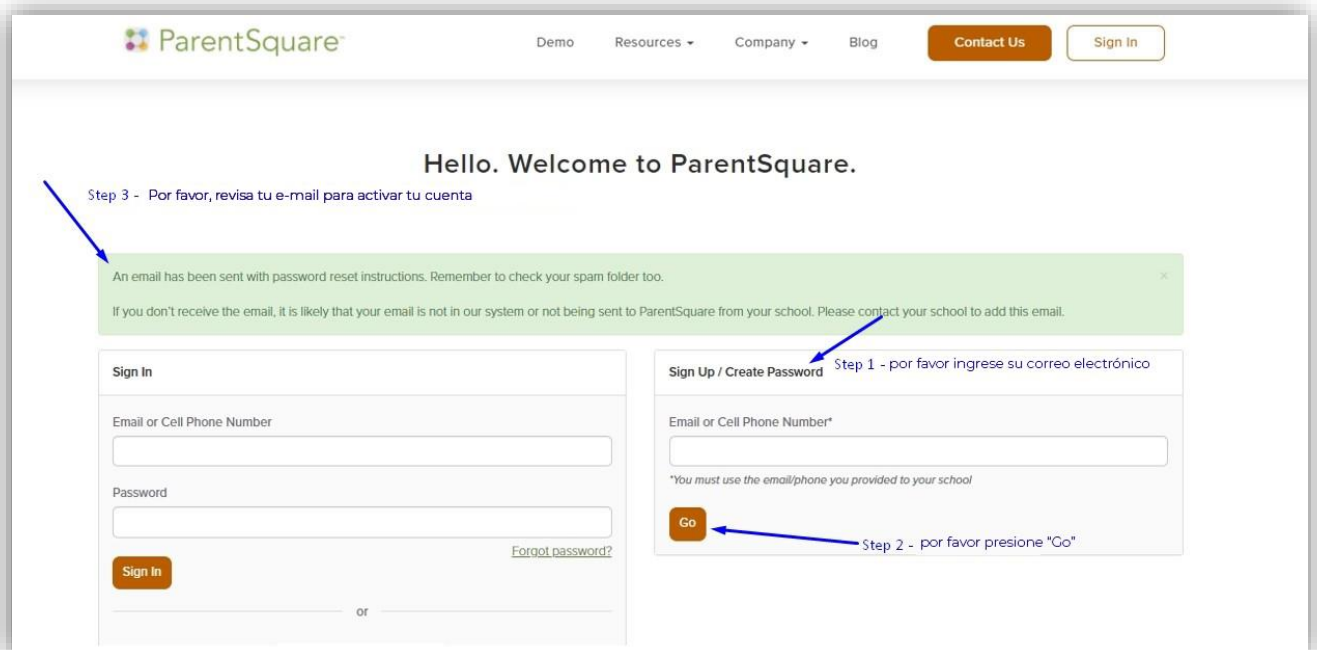 ParentSquare™
Demo Resources Company Blog Contact Us Sign In
Hello. Welcome to ParentSquare.
Step 3 - Por favor, revisa tu e-mail para activar tu cuenta
An email has been sent with password reset instructions. Remember to check your spam folder too. ×
If you don't receive the email, it is likely that your email is not in our system or not being sent to ParentSquare from your school. Please contact your school to add this email.
Sign In
Email or Cell Phone Number
Password
Forgot password?
Sign In
or
Sign Up / Create Password
Step 1 - por favor ingrese su correo electrónico
Email or Cell Phone Number*
*You must use the email/phone you provided to your school
Go
Step 2 - por favor presione "Go"